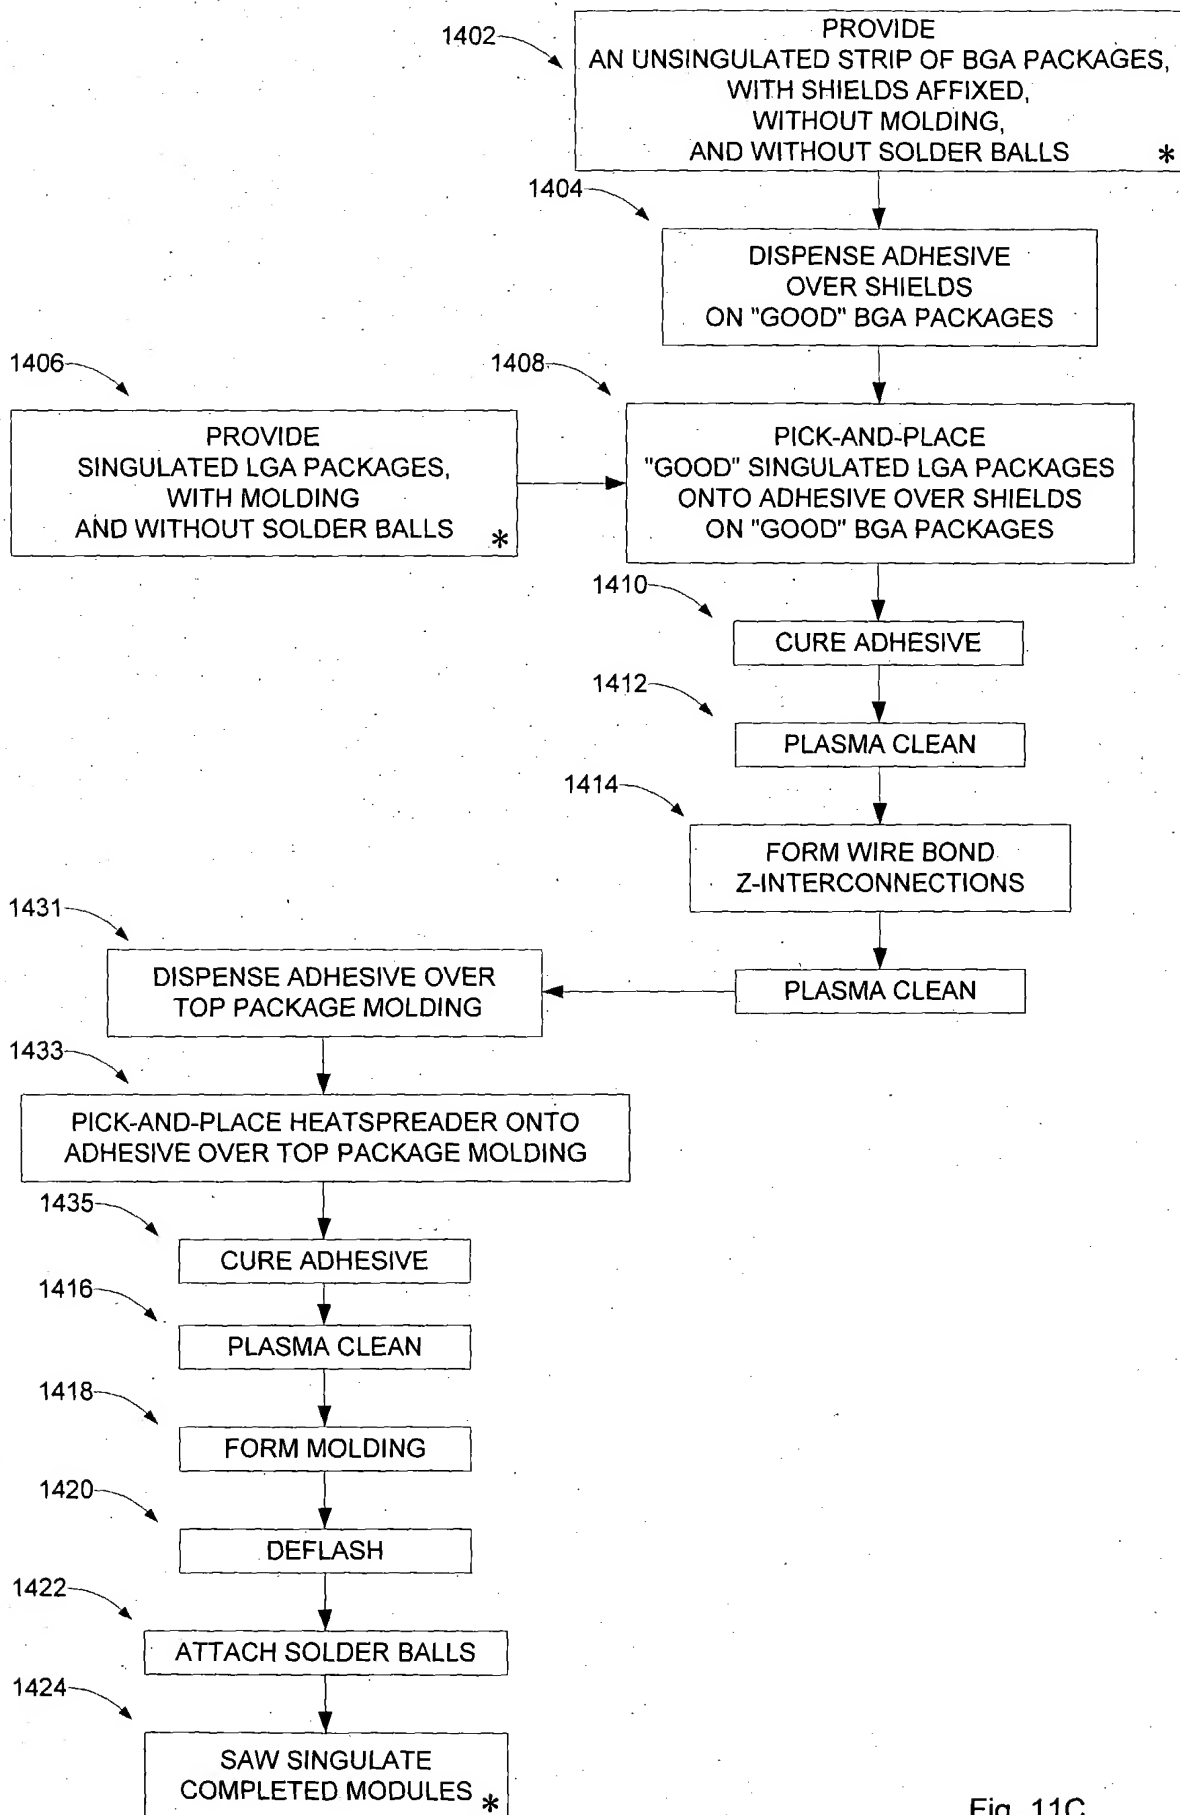 1402
PROVIDE
AN UNSINGULATED STRIP OF BGA PACKAGES,
WITH SHIELDS AFFIXED,
WITHOUT MOLDING,
AND WITHOUT SOLDER BALLS *
1404
DISPENSE ADHESIVE
OVER SHIELDS
ON "GOOD" BGA PACKAGES
1406
PROVIDE
SINGULATED LGA PACKAGES,
WITH MOLDING
AND WITHOUT SOLDER BALLS *
1408
PICK-AND-PLACE
"GOOD" SINGULATED LGA PACKAGES
ONTO ADHESIVE OVER SHIELDS
ON "GOOD" BGA PACKAGES
1410
CURE ADHESIVE
1412
PLASMA CLEAN
1414
FORM WIRE BOND
Z-INTERCONNECTIONS
PLASMA CLEAN
1431
DISPENSE ADHESIVE OVER
TOP PACKAGE MOLDING
1433
PICK-AND-PLACE HEATSPREADER ONTO
ADHESIVE OVER TOP PACKAGE MOLDING
1435
CURE ADHESIVE
1416
PLASMA CLEAN
1418
FORM MOLDING
1420
DEFLASH
1422
ATTACH SOLDER BALLS
1424
SAW SINGULATE
COMPLETED MODULES *
Fig. 11C